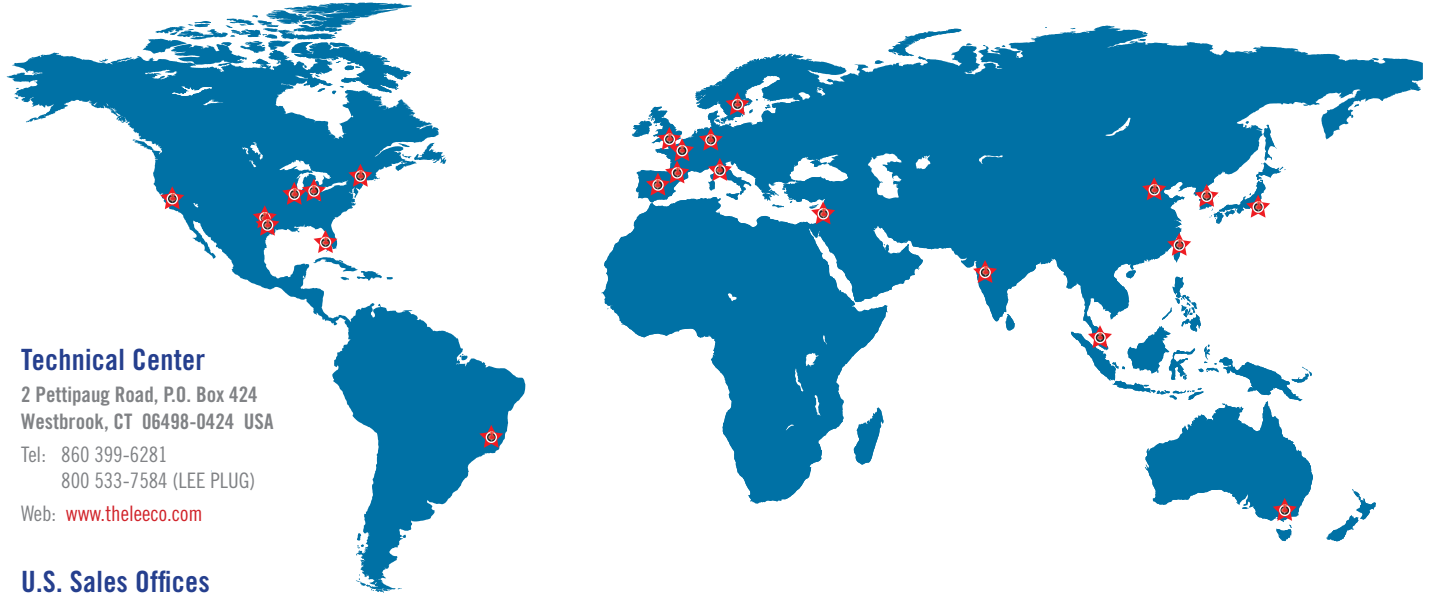 Technical Center
2 Pettipaug Road, P.O. Box 424
Westbrook, CT 06498-0424 USA
Tel: 860 399-6281
800 533-7584 (LEE PLUG)
Web: www.theleeco.com
U.S. Sales Offices